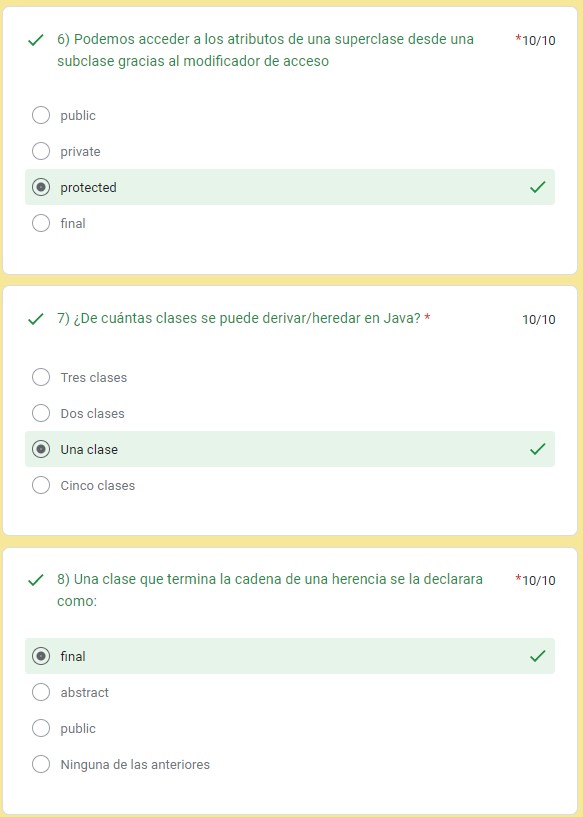 6) Podemos acceder a los atributos de una superclase desde una
*10/10
subclase gracias al modificador de acceso
public
private
protected
final
7) ¿De cuántas clases se puede derivar/heredar en Java? *
10/10
Tres clases
Dos clases
Una clase
Cinco clases
8) Una clase que termina la cadena de una herencia se la declarara
*10/10
como:
final
abstract
public
Ninguna de las anteriores